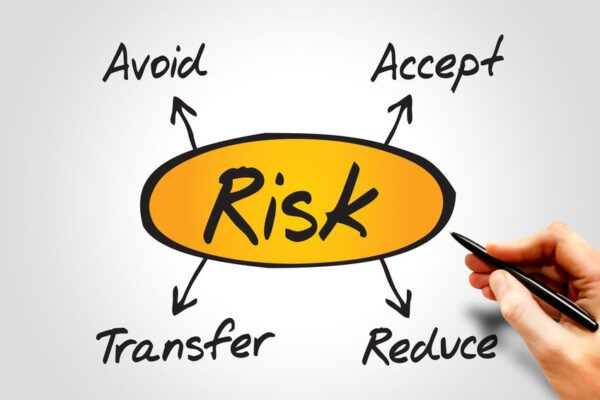 Avoid
Accept
Risk
Transfer
Reduce